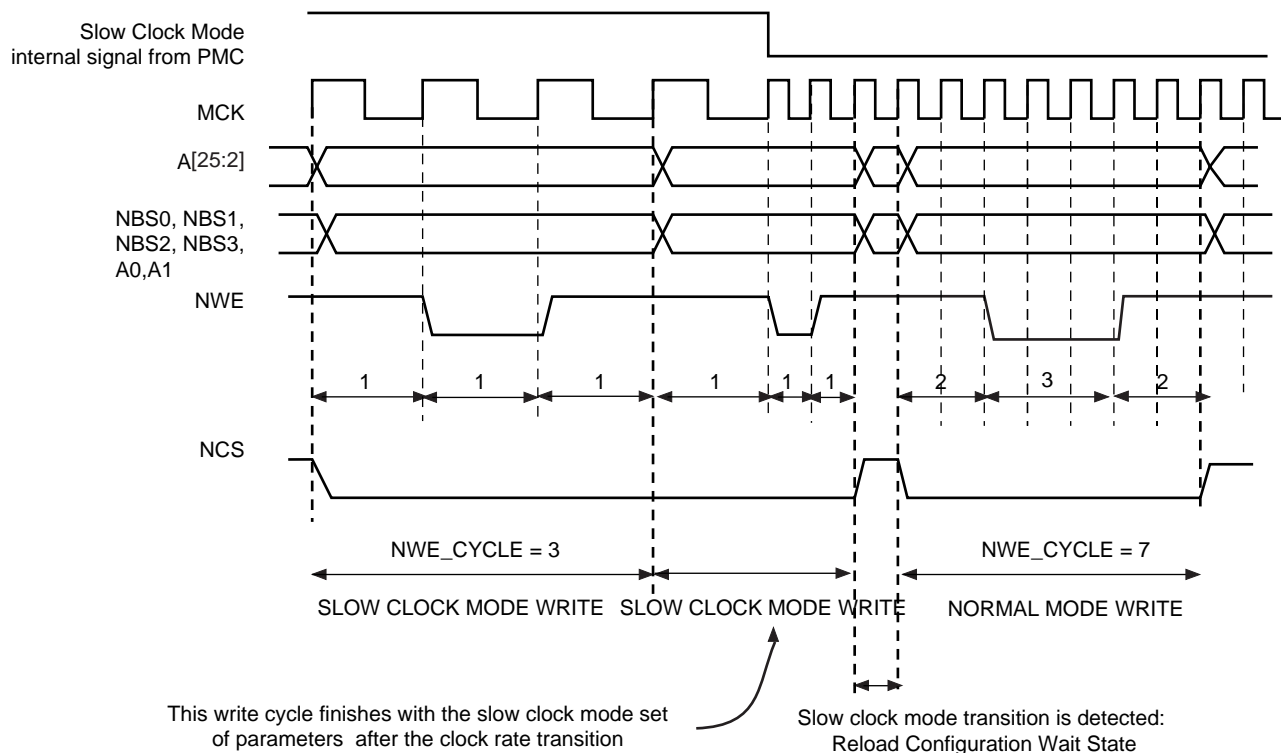 Slow Clock Mode
internal signal from PMC
MCK
A[25:2]
NBS0, NBS1,
NBS2, NBS3,
A0,A1
NWE
1 1 1 1 1 1 2 3 2
NCS
NWE_CYCLE = 3 NWE_CYCLE = 7
SLOW CLOCK MODE WRITE SLOW CLOCK MODE WRITE NORMAL MODE WRITE
This write cycle finishes with the slow clock mode set
of parameters after the clock rate transition
Slow clock mode transition is detected:
Reload Configuration Wait State